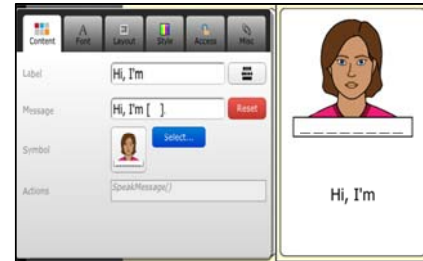 Content Font Layout Style Access Misc
Label Hi, I'm
Message Hi, I'm [ ]. Reset
Symbol Select...
Actions SpeakMessage()
Hi, I'm